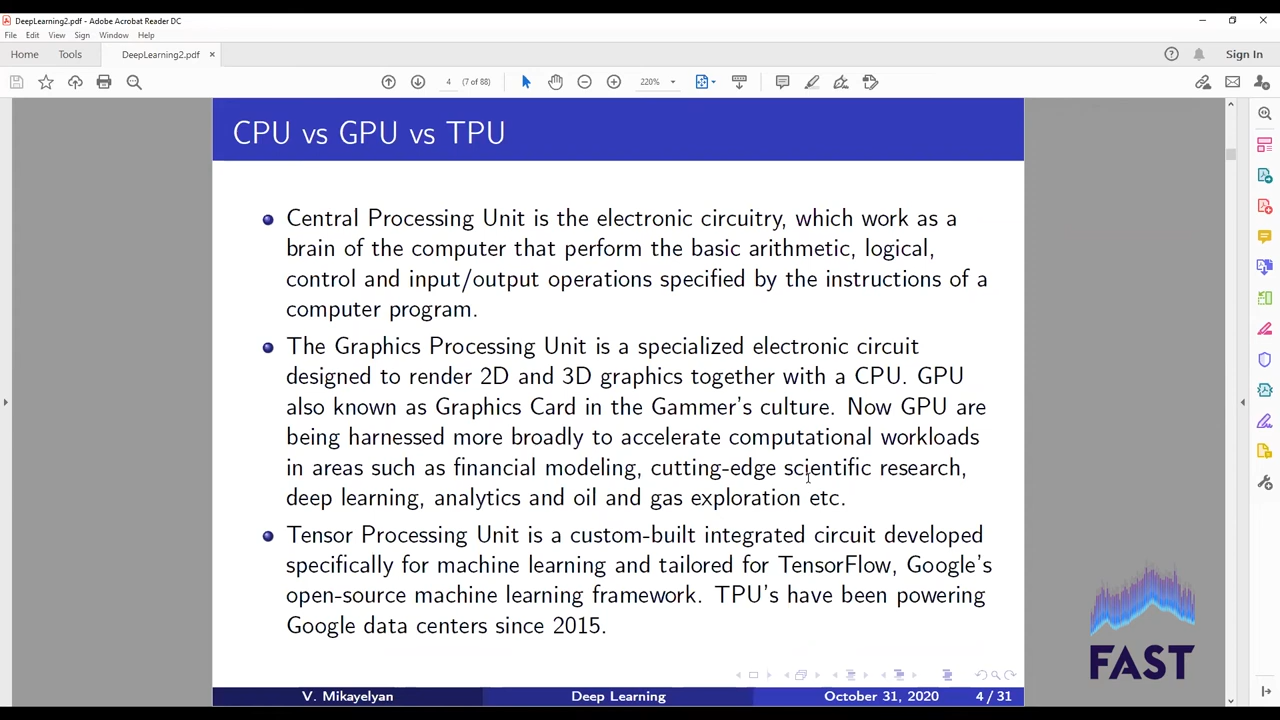 DeepLearning2.pdf - Adobe Acrobat Reader DC
File Edit View Sign Window Help
Home Tools DeepLearning2.pdf × Sign In
4 (7 of 88) 220%
CPU vs GPU vs TPU
Central Processing Unit is the electronic circuitry, which work as a
brain of the computer that perform the basic arithmetic, logical,
control and input/output operations specified by the instructions of a
computer program.
The Graphics Processing Unit is a specialized electronic circuit
designed to render 2D and 3D graphics together with a CPU. GPU
also known as Graphics Card in the Gammer's culture. Now GPU are
being harnessed more broadly to accelerate computational workloads
in areas such as financial modeling, cutting-edge scientific research,
deep learning, analytics and oil and gas exploration etc.
Tensor Processing Unit is a custom-built integrated circuit developed
specifically for machine learning and tailored for TensorFlow, Google's
open-source machine learning framework. TPU's have been powering
Google data centers since 2015.
FAST
V. Mikayelyan Deep Learning October 31, 2020 4 / 31